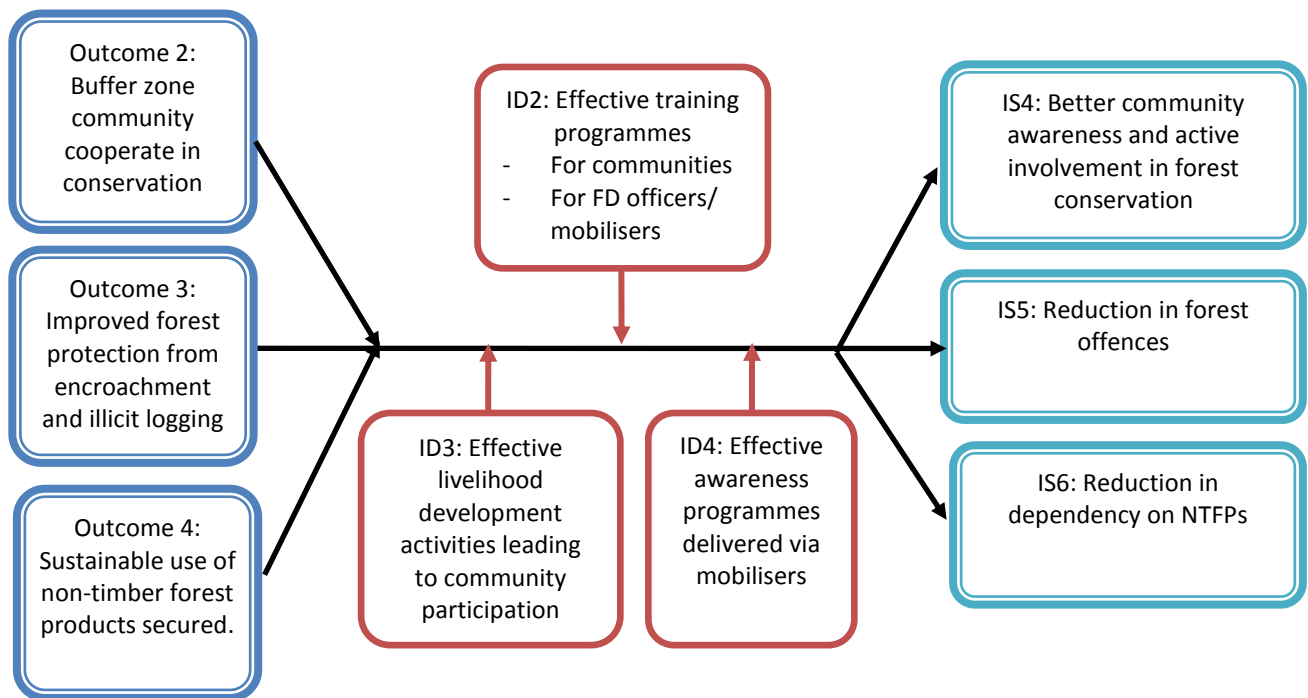 Outcome 2:
Buffer zone
community
cooperate in
conservation
Outcome 3:
Improved forest
protection from
encroachment
and illicit logging
Outcome 4:
Sustainable use of
non-timber forest
products secured.
ID2: Effective training
programmes
- For communities
- For FD officers/
mobilisers
ID3: Effective
livelihood
development
activities leading
to community
participation
ID4: Effective
awareness
programmes
delivered via
mobilisers
IS4: Better community
awareness and active
involvement in forest
conservation
IS5: Reduction in forest
offences
IS6: Reduction in
dependency on NTFPs